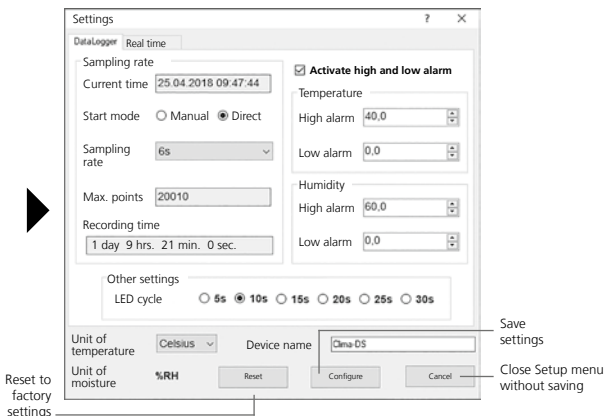 Settings ? ×
DataLogger Real time
Sampling rate
Current time 25.04.2018 09:47:44
Start mode Manual Direct
Sampling rate 6s
Max. points 20010
Recording time
1 day 9 hrs. 21 min. 0 sec.
Activate high and low alarm
Temperature
High alarm 40,0
Low alarm 0,0
Humidity
High alarm 60,0
Low alarm 0,0
Other settings
LED cycle 5s 10s 15s 20s 25s 30s
Unit of temperature Celsius Device name Clima-DS
Unit of moisture %RH Reset Configure Cancel
Save settings
Close Setup menu without saving
Reset to factory settings